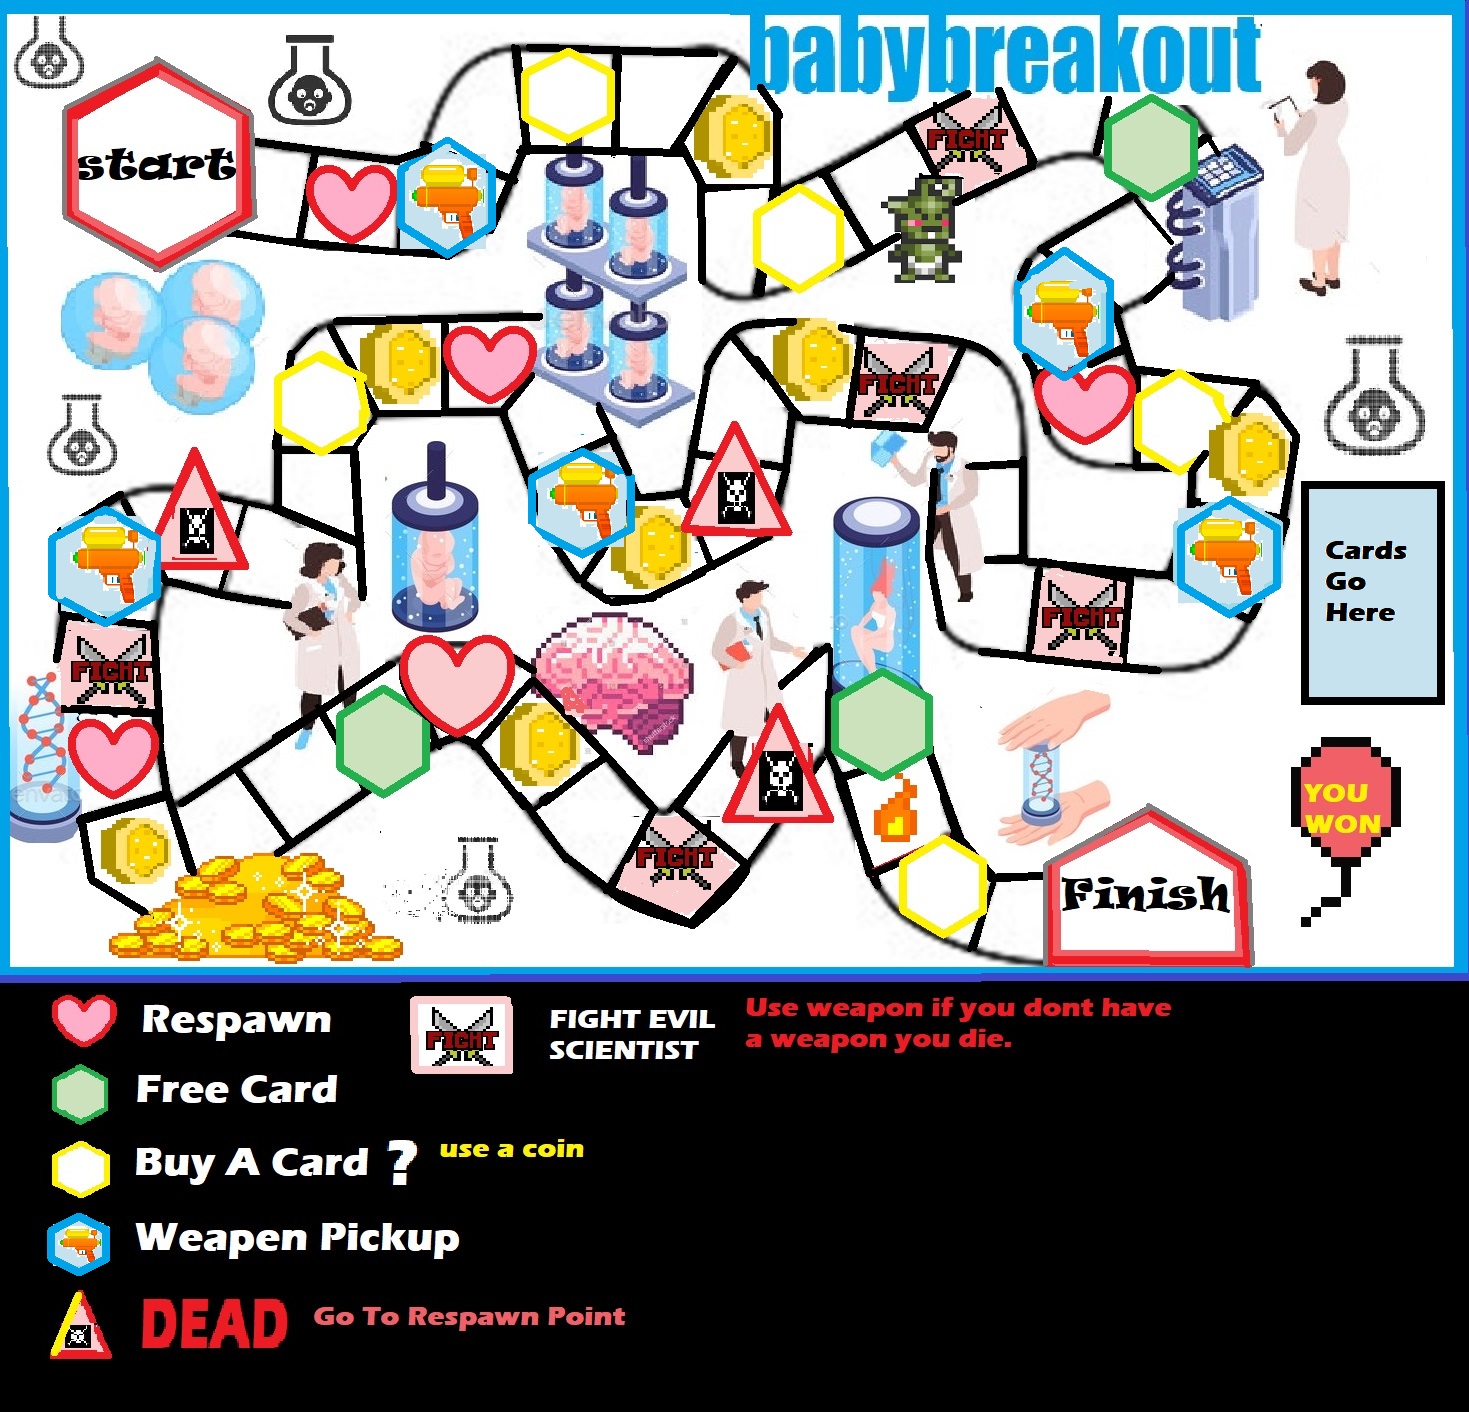 babybreakout
start
FIGHT
FIGHT
FIGHT
Cards
Go
Here
FIGHT
FIGHT
YOU
WON
FIGHT
Finish
Respawn
FIGHT
FIGHT EVIL
SCIENTIST
Use weapon if you dont have
a weapon you die.
Free Card
Buy A Card ?
use a coin
Weapen Pickup
DEAD
Go To Respawn Point